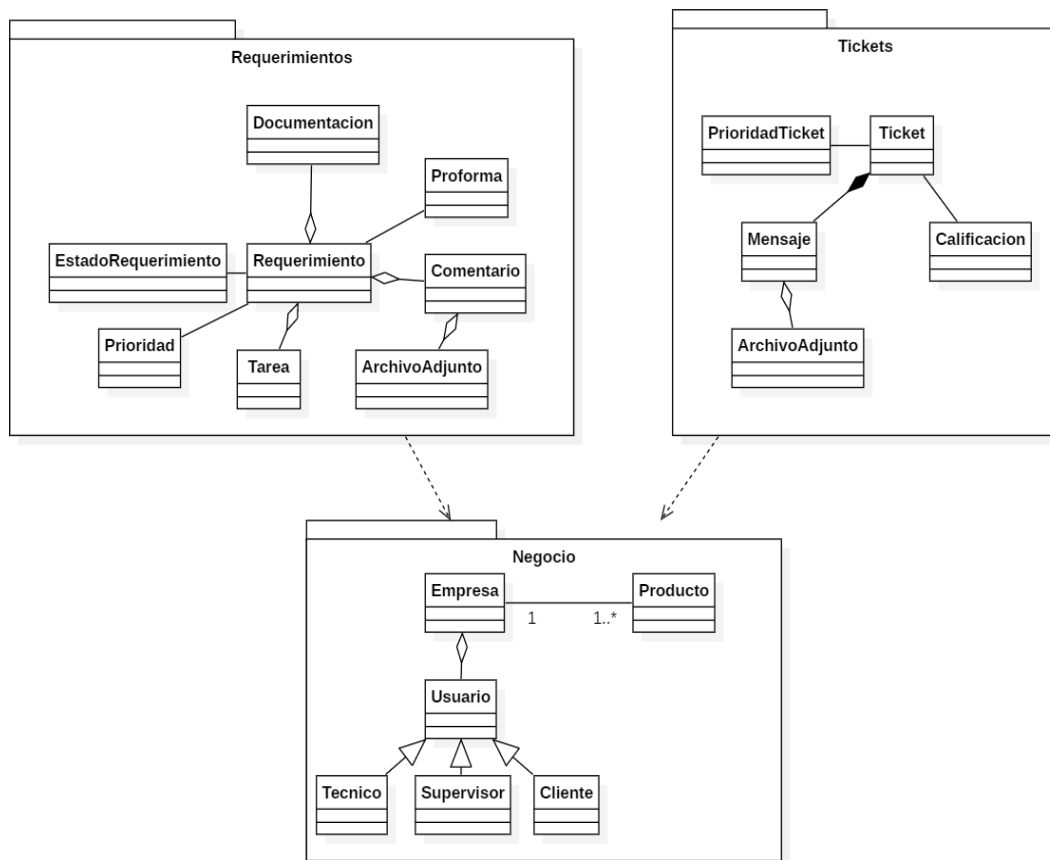 Requerimientos
Documentacion
Proforma
EstadoRequerimiento
Requerimiento
Comentario
Prioridad
Tarea
ArchivoAdjunto
Tickets
PrioridadTicket
Ticket
Mensaje
Calificacion
ArchivoAdjunto
Negocio
Empresa
Producto
1
1..*
Usuario
Tecnico
Supervisor
Cliente